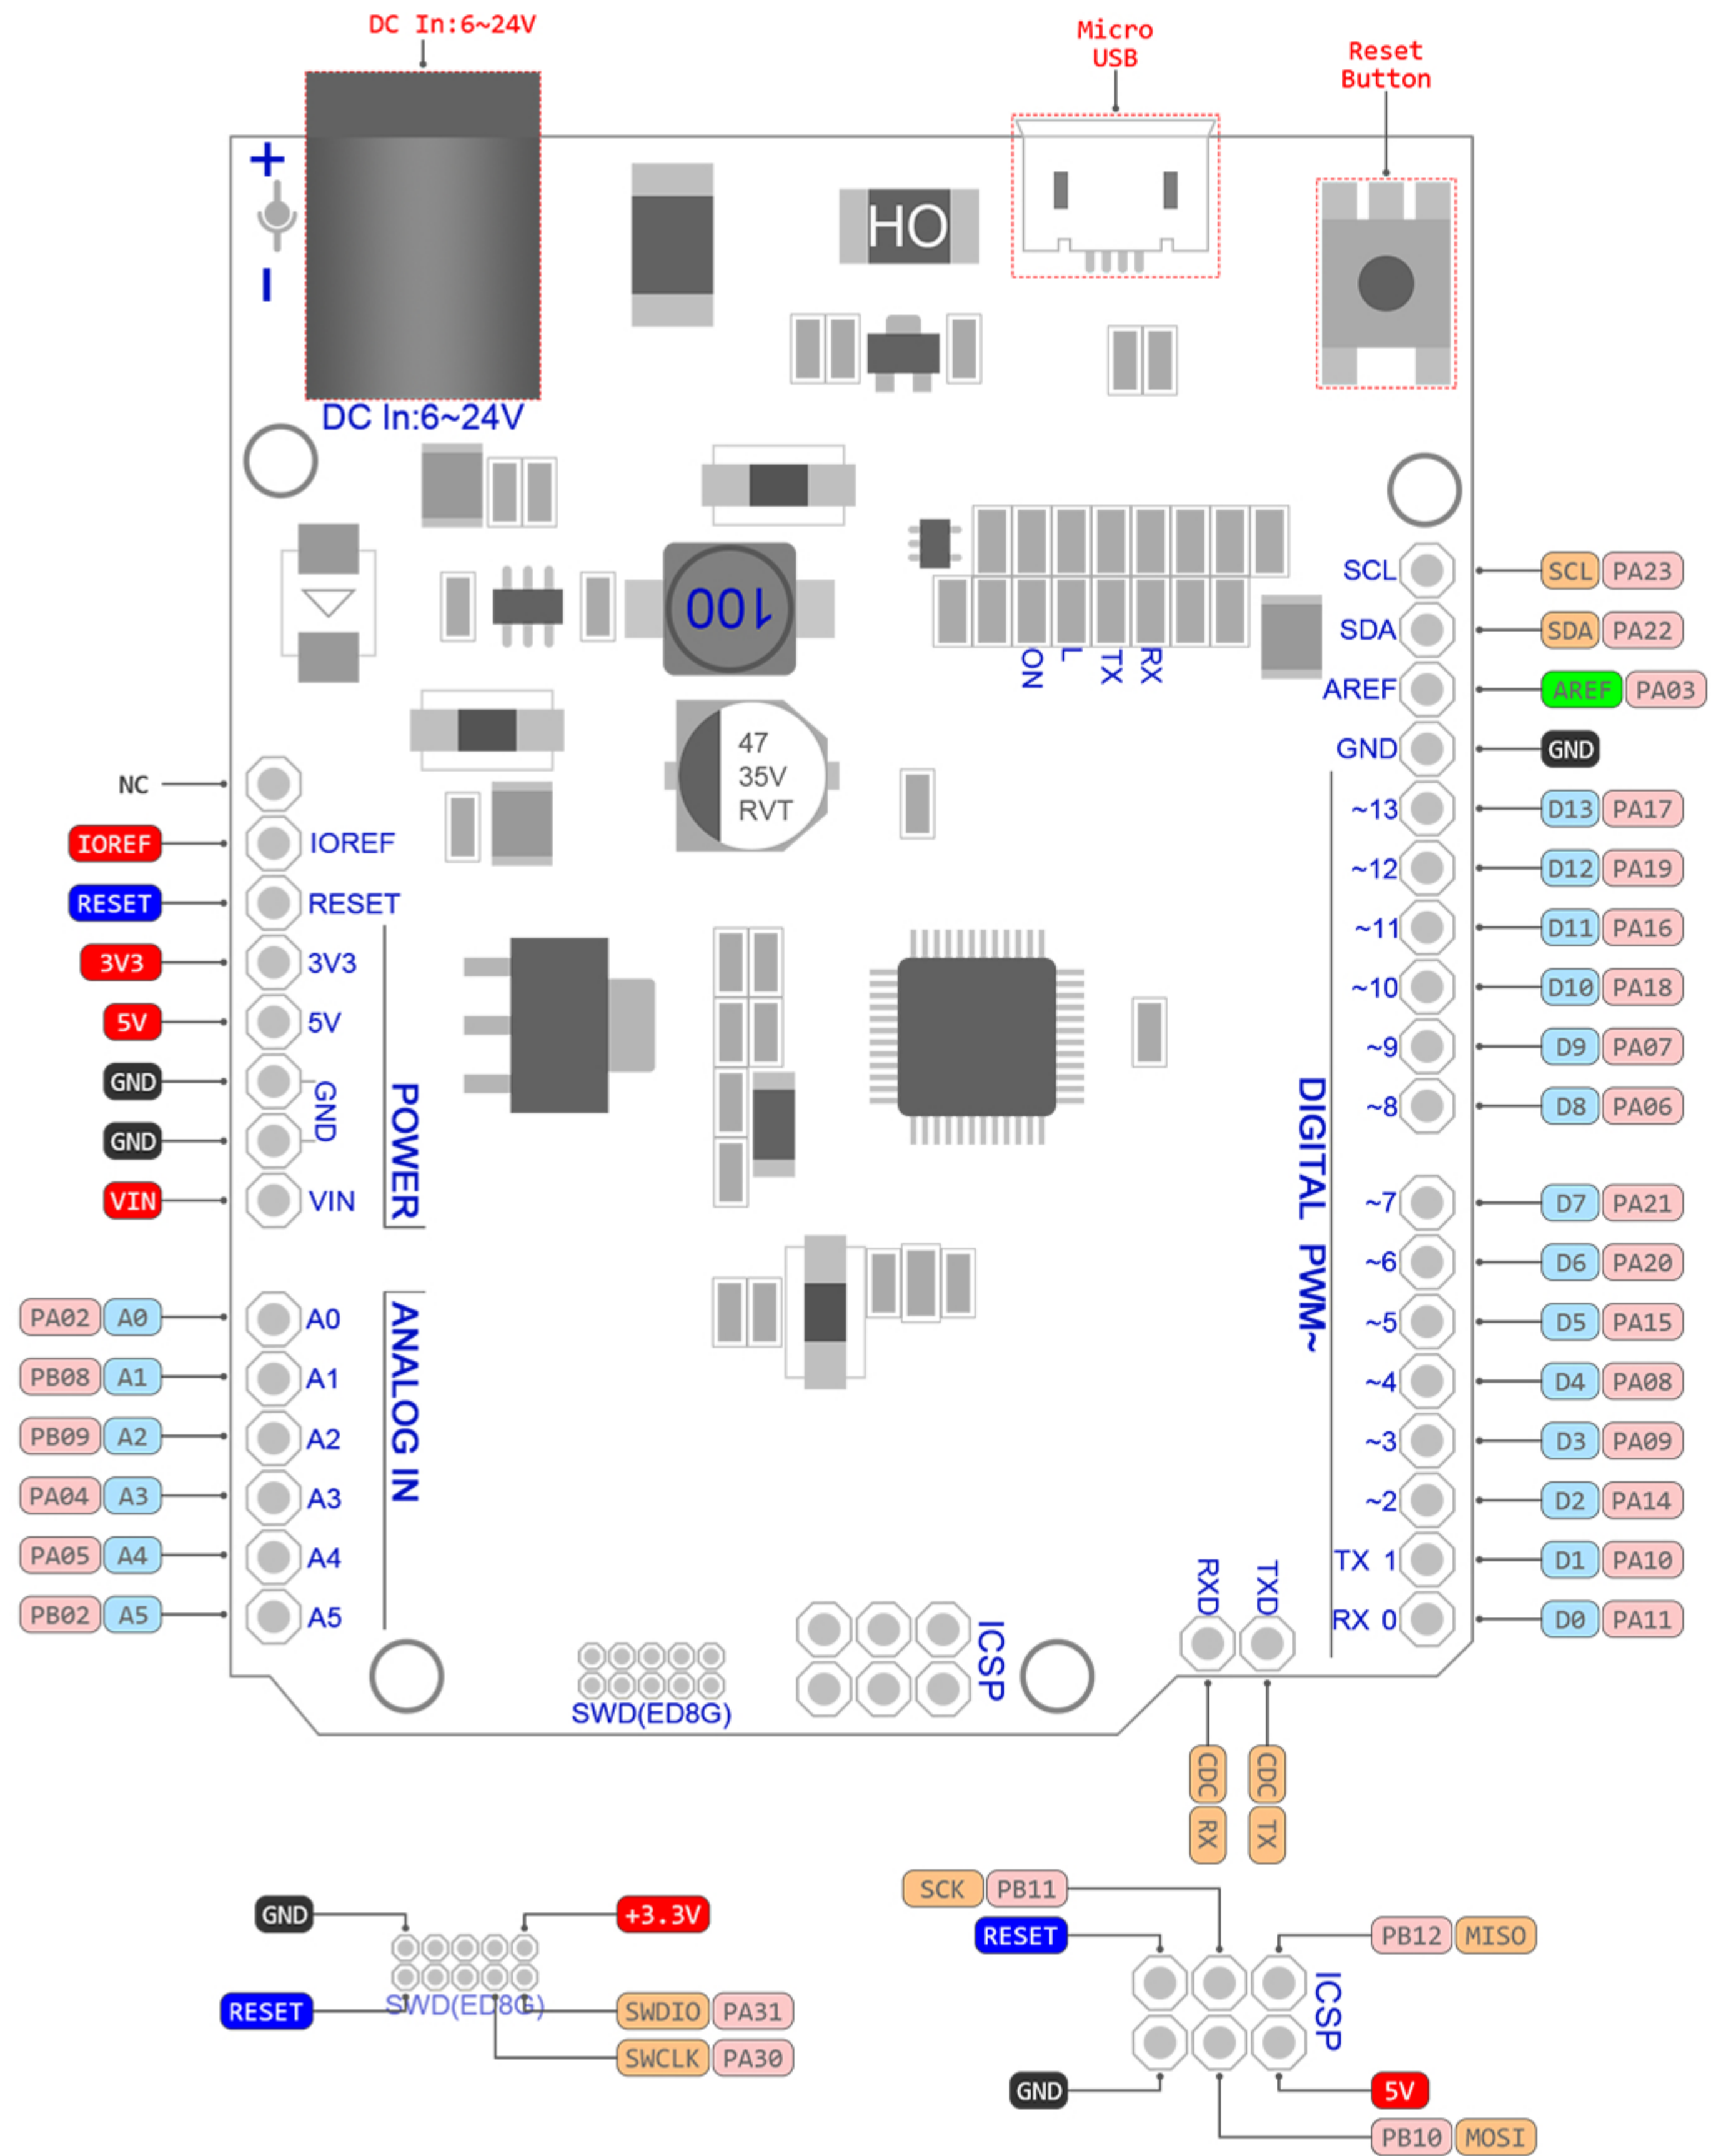 DC In:6~24V
Micro
USB
Reset
Button
+
−
HO
DC In:6~24V
100
ON
L
TX
RX
47
35V
RVT
NC
IOREF IOREF
RESET RESET
3V3 3V3
5V 5V
GND
GND
GND
VIN VIN
POWER
PA02 A0 A0
PB08 A1 A1
PB09 A2 A2
PA04 A3 A3
PA05 A4 A4
PB02 A5 A5
ANALOG IN
SCL SCL PA23
SDA SDA PA22
AREF AREF PA03
GND GND
~13 D13 PA17
~12 D12 PA19
~11 D11 PA16
~10 D10 PA18
~9 D9 PA07
~8 D8 PA06
~7 D7 PA21
~6 D6 PA20
~5 D5 PA15
~4 D4 PA08
~3 D3 PA09
~2 D2 PA14
TX 1 D1 PA10
RX 0 D0 PA11
DIGITAL PWM~
RXD
TXD
SWD(ED8G)
ICSP
CDC RX
CDC TX
GND
+3.3V
RESET
SWD(ED8G)
SWDIO PA31
SWCLK PA30
SCK PB11
RESET
PB12 MISO
ICSP
GND
5V
PB10 MOSI